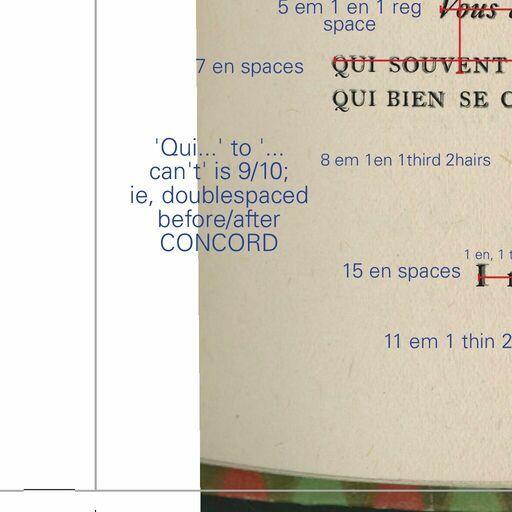 5 em 1 en 1 reg
space
Vous
7 en spaces
QUI SOUVENT
QUI BIEN SE
'Qui...' to '...
can't' is 9/10;
ie, doublespaced
before/after
CONCORD
8 em 1en 1third 2hairs
1 en, 1
15 en spaces
I
11 em 1 thin 2